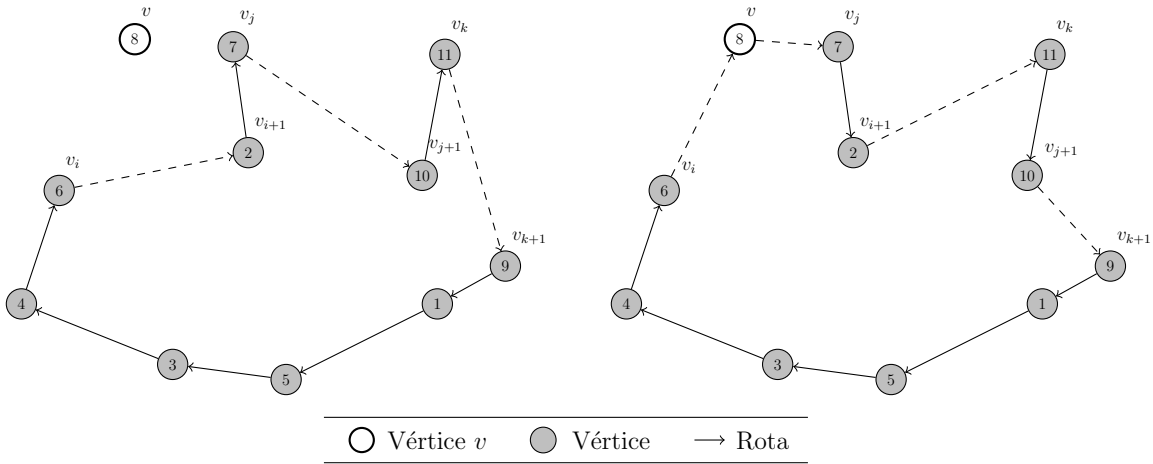 v
v_j
v_k
8
7
11
v_{i+1}
2
v_{j+1}
v_i
10
6
v_{k+1}
9
4
1
3
5
v
v_j
v_k
8
7
11
v_{i+1}
2
v_{j+1}
v_i
10
6
v_{k+1}
9
4
1
3
5
Vértice v Vértice Rota